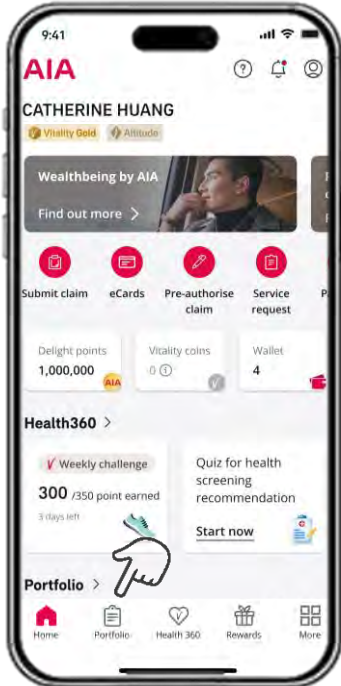 9:41
AIA
CATHERINE HUANG
Vitality Gold Altitude
Wealthbeing by AIA
Find out more >
Submit claim eCards Pre-authorise claim Service request
Delight points
1,000,000
AIA
Vitality coins
0
Wallet
4
Health360 >
Weekly challenge
300 /350 point earned
3 days left
Quiz for health
screening
recommendation
Start now
Portfolio >
Home Portfolio Health 360 Rewards More